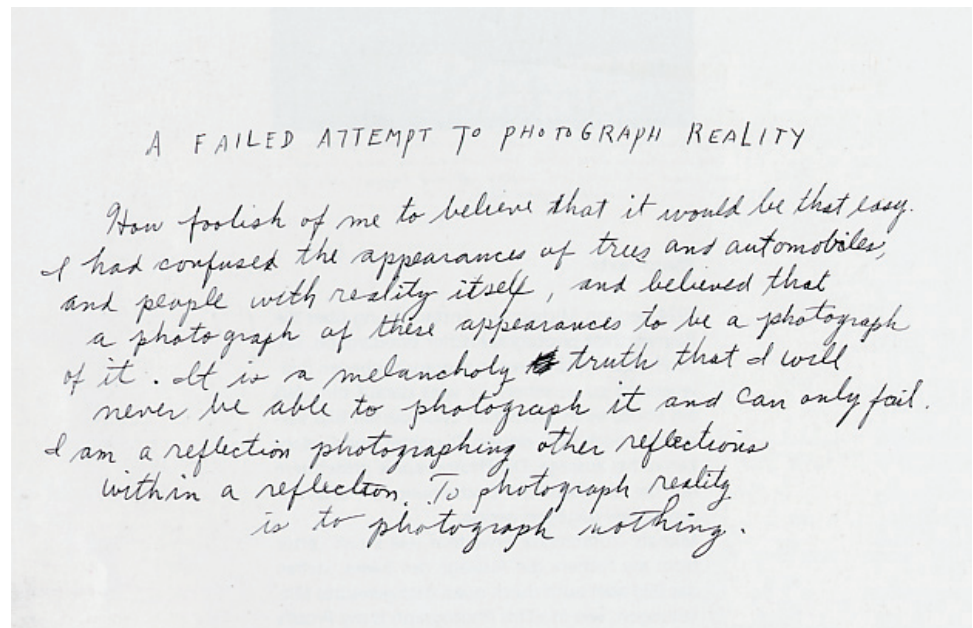 A FAILED ATTEMPT TO PHOTOGRAPH REALITY
How foolish of me to believe that it would be that easy.
I had confused the appearances of trees and automobiles,
and people with reality itself, and believed that
a photograph of these appearances to be a photograph
of it. It is a melancholy truth that I will
never be able to photograph it and can only fail.
I am a reflection photographing other reflections
within a reflection. To photograph reality
is to photograph nothing.